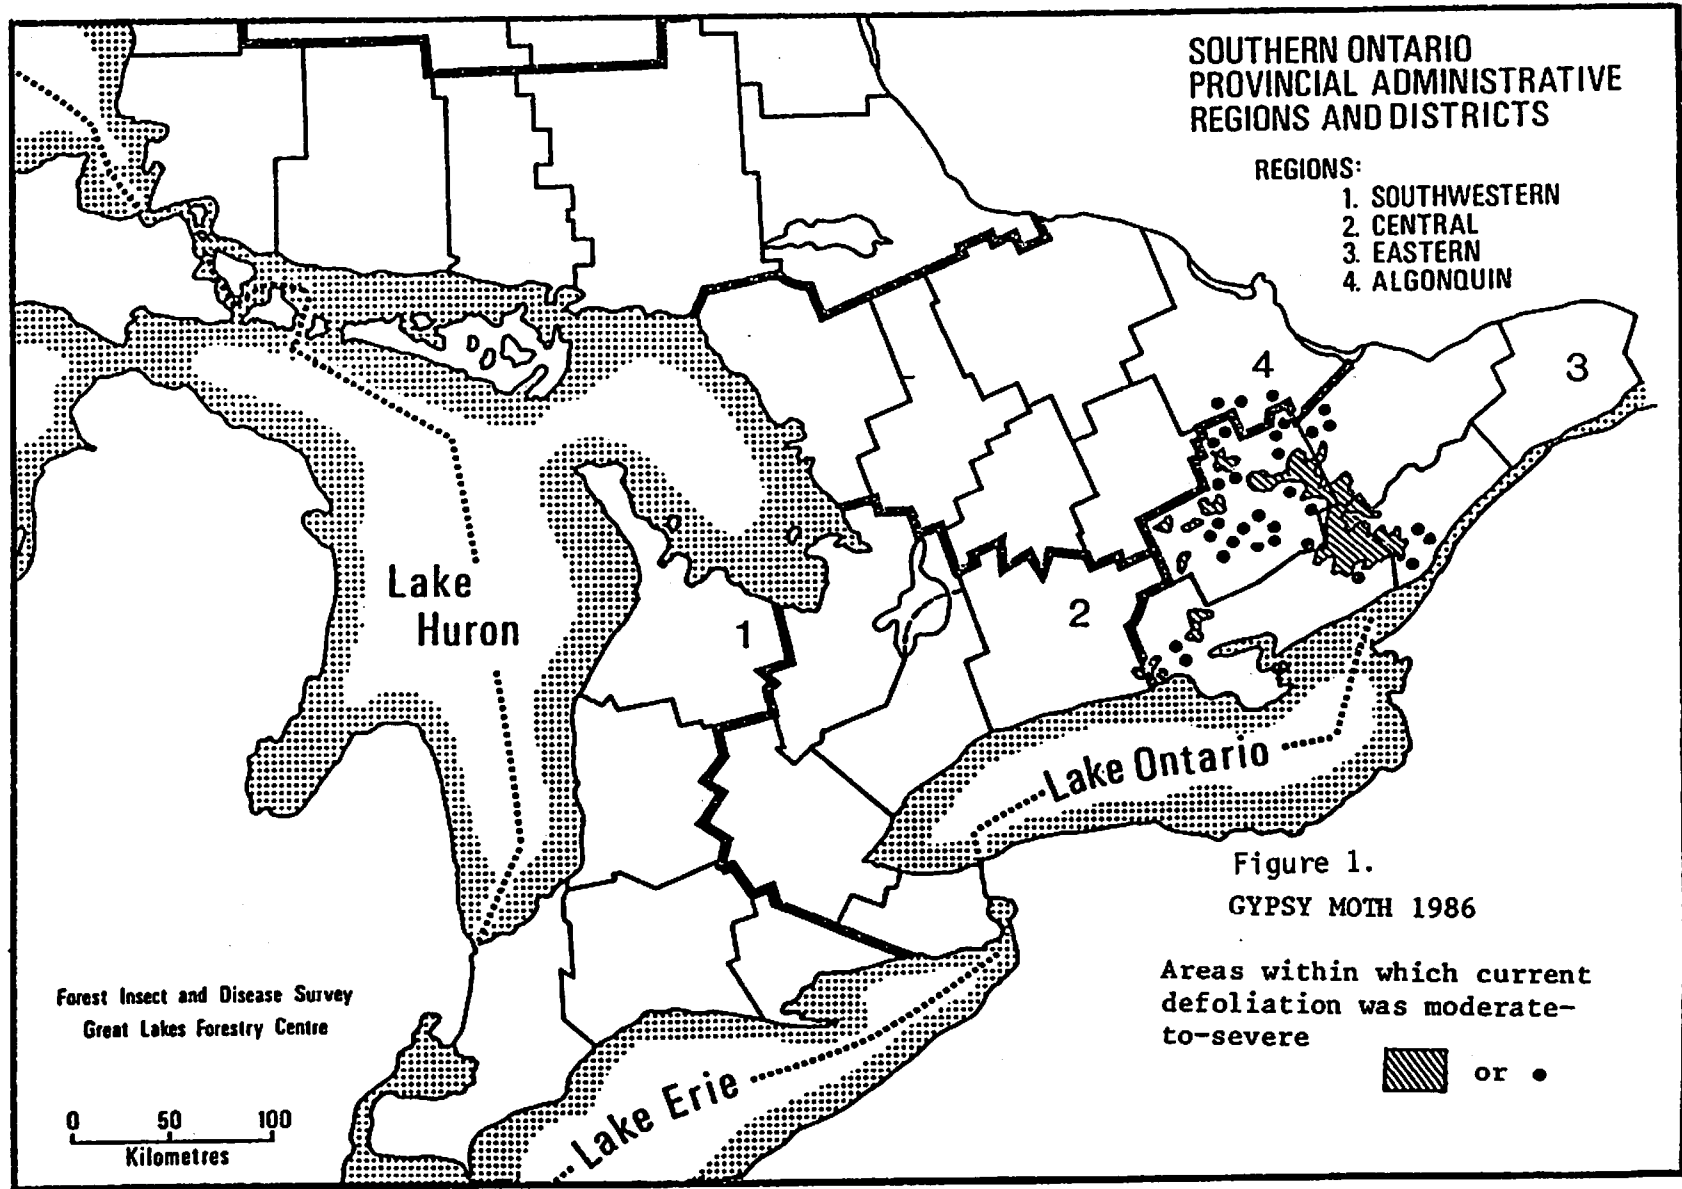 SOUTHERN ONTARIO
PROVINCIAL ADMINISTRATIVE
REGIONS AND DISTRICTS
REGIONS:
1. SOUTHWESTERN
2. CENTRAL
3. EASTERN
4. ALGONQUIN
4
3
Lake
Huron
1
2
Lake Ontario
Figure 1.
GYPSY MOTH 1986
Areas within which current
defoliation was moderate-
to-severe
or
Forest Insect and Disease Survey
Great Lakes Forestry Centre
Lake Erie
0 50 100
Kilometres